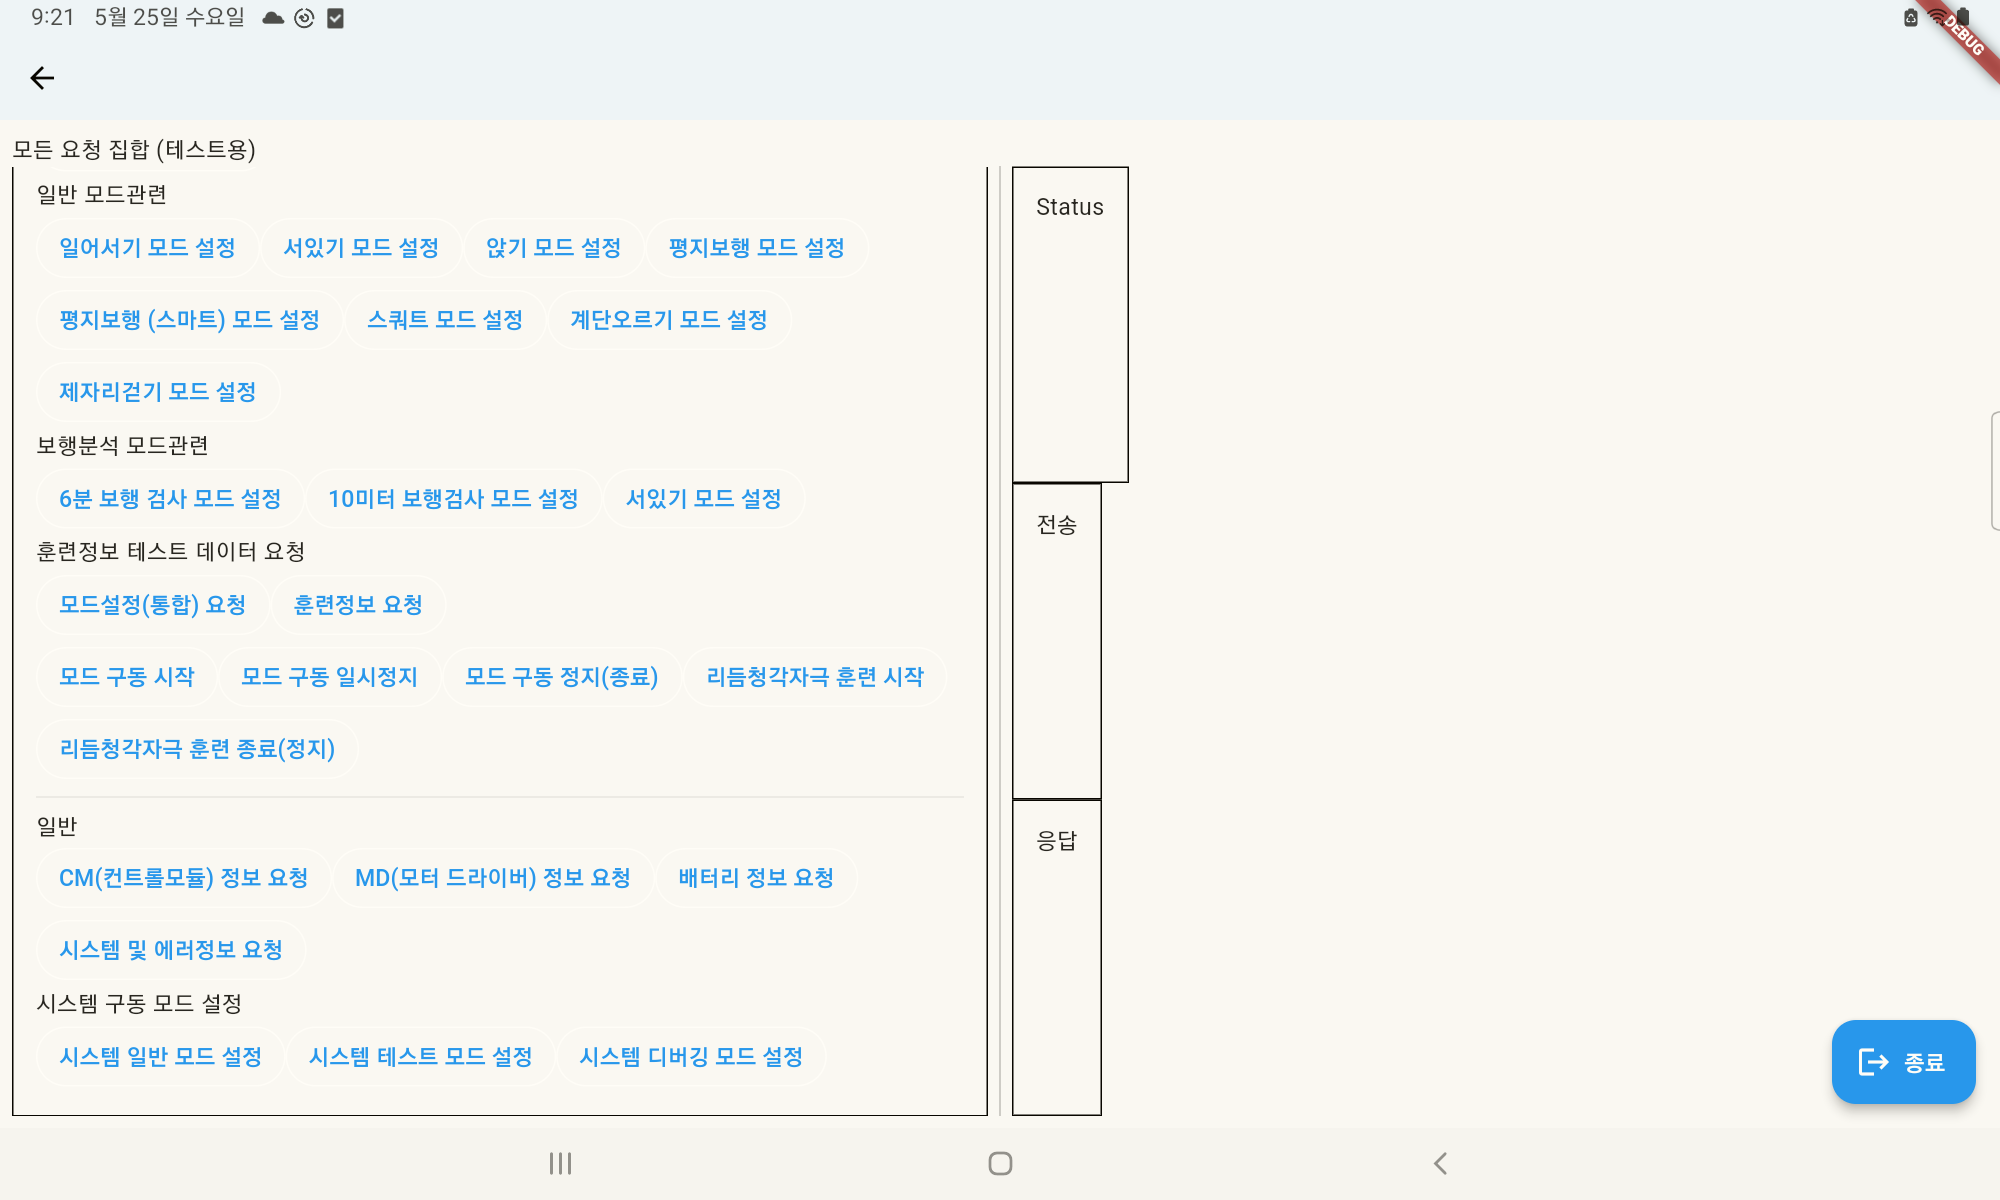 9:21 5월 25일 수요일
DEBUG
모든 요청 집합 (테스트용)
일반 모드관련
일어서기 모드 설정 서있기 모드 설정 앉기 모드 설정 평지보행 모드 설정
평지보행 (스마트) 모드 설정 스쿼트 모드 설정 계단오르기 모드 설정
제자리걷기 모드 설정
보행분석 모드관련
6분 보행 검사 모드 설정 10미터 보행검사 모드 설정 서있기 모드 설정
훈련정보 테스트 데이터 요청
모드설정(통합) 요청 훈련정보 요청
모드 구동 시작 모드 구동 일시정지 모드 구동 정지(종료) 리듬청각자극 훈련 시작
리듬청각자극 훈련 종료(정지)
일반
CM(컨트롤모듈) 정보 요청 MD(모터 드라이버) 정보 요청 배터리 정보 요청
시스템 및 에러정보 요청
시스템 구동 모드 설정
시스템 일반 모드 설정 시스템 테스트 모드 설정 시스템 디버깅 모드 설정
Status
전송
응답
종료